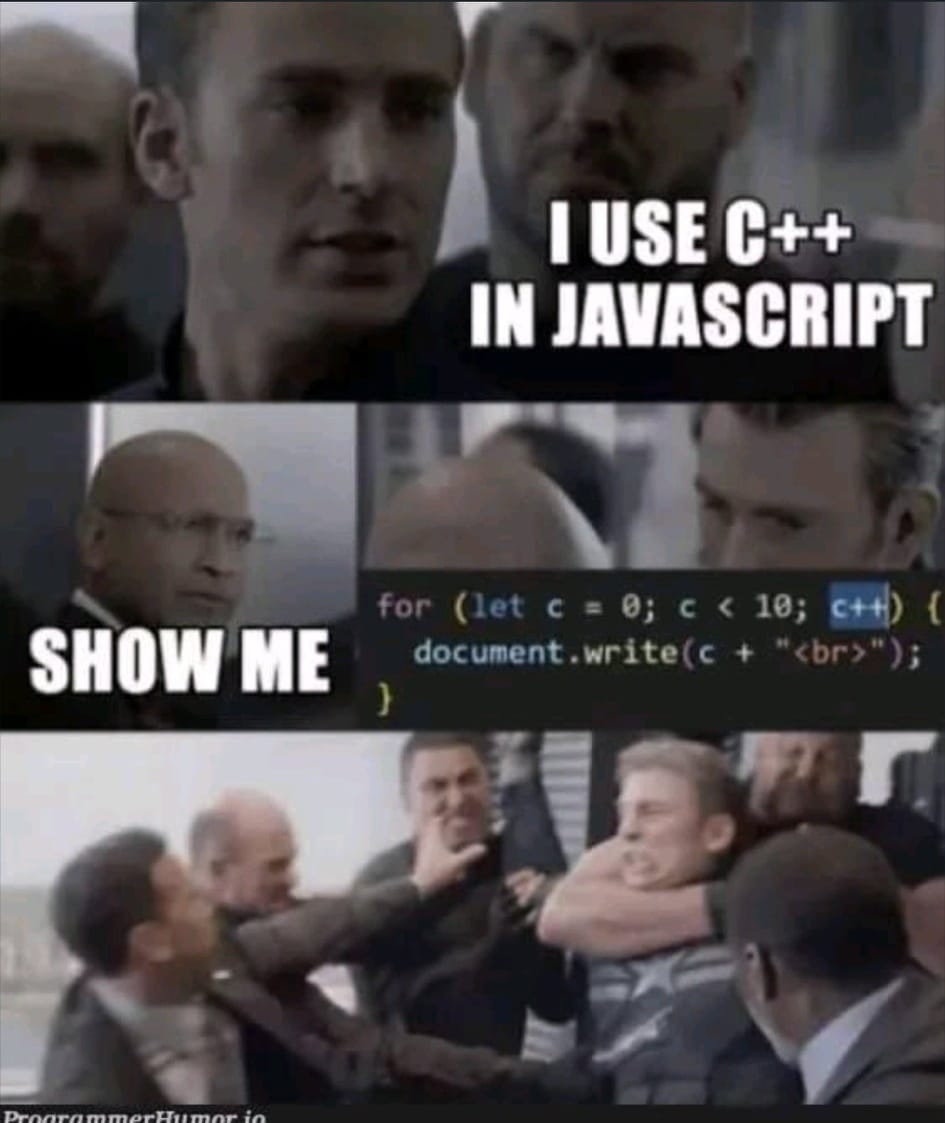 I USE C++
IN JAVASCRIPT
SHOW ME
for (let c = 0; c < 10; c++) {
document.write(c + "<br>");
}
ProgrammerHumor.io